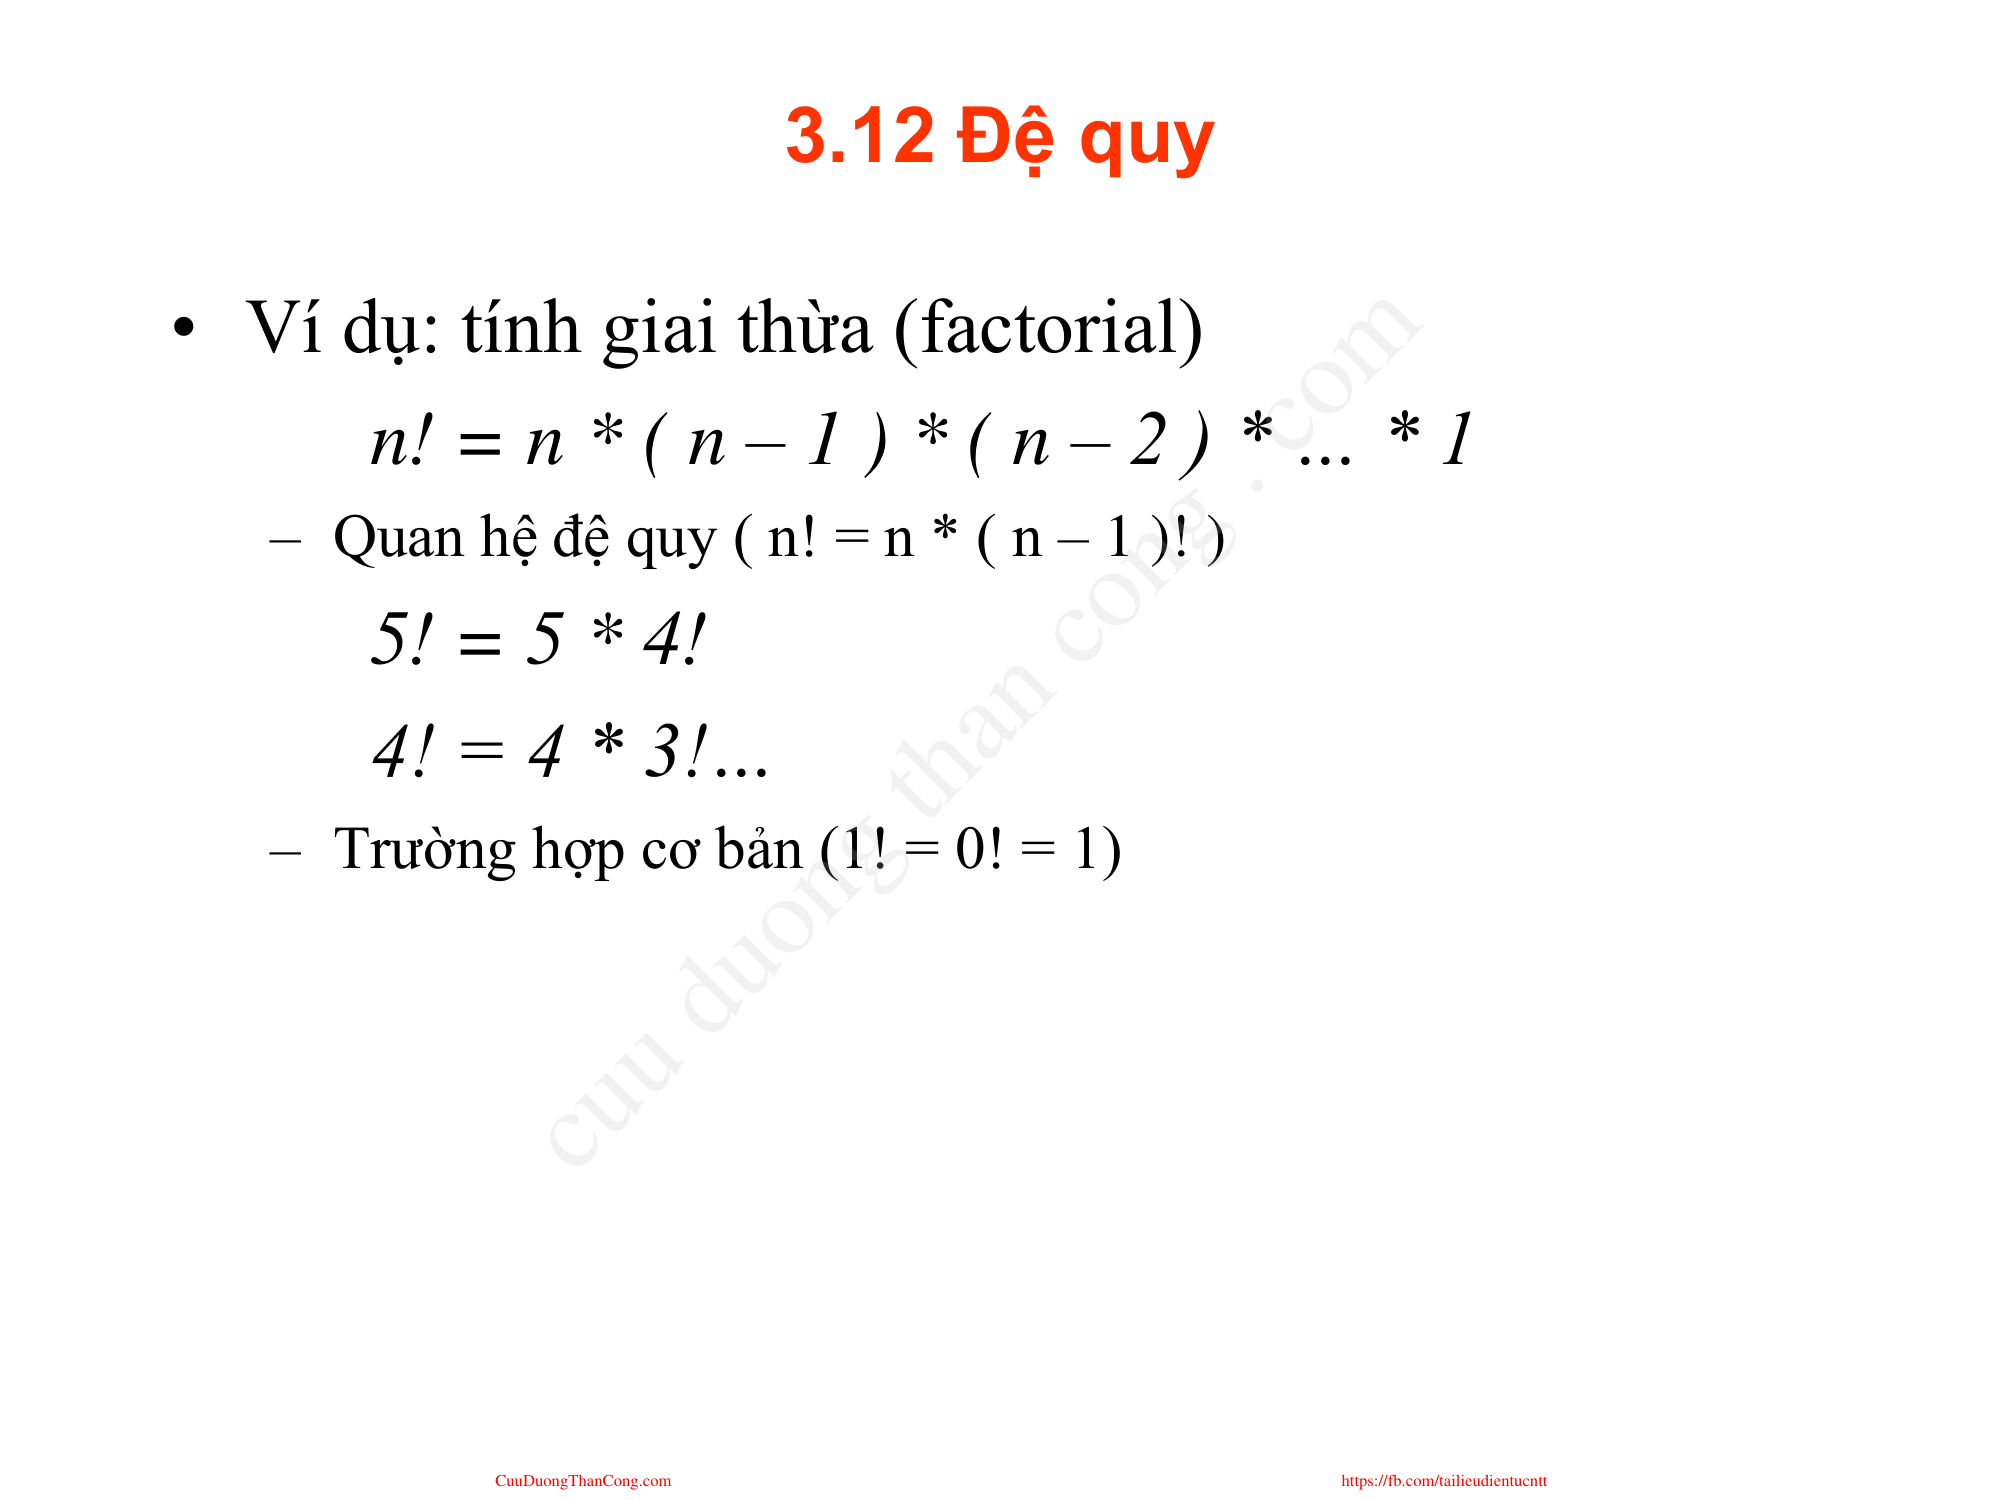 3.12 Đệ quy
• Ví dụ: tính giai thừa (factorial)
n! = n * ( n – 1 ) * ( n – 2 ) * ... * 1
– Quan hệ đệ quy ( n! = n * ( n – 1 )! )
5! = 5 * 4!
4! = 4 * 3!...
– Trường hợp cơ bản (1! = 0! = 1)
cuu duong than cong . com
CuuDuongThanCong.com
https://fb.com/tailieudientucntt